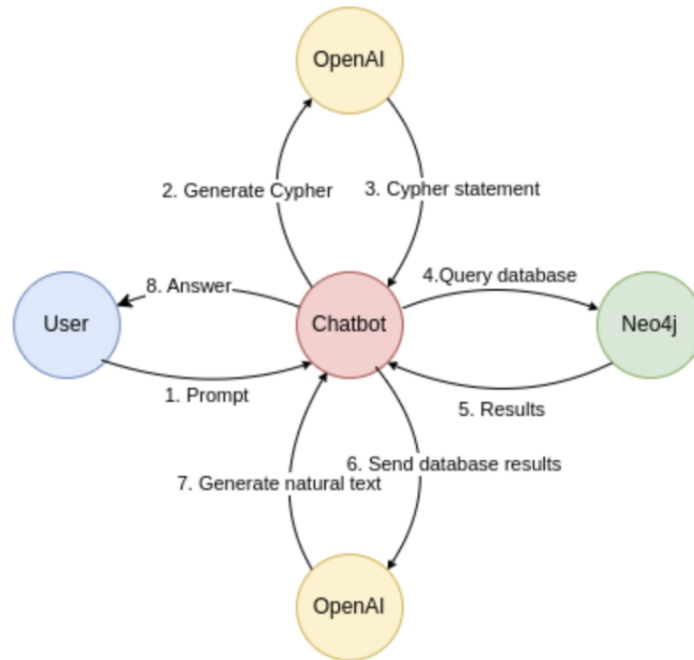 OpenAI
2. Generate Cypher
3. Cypher statement
8. Answer
4.Query database
User
Chatbot
Neo4j
1. Prompt
5. Results
6. Send database results
7. Generate natural text
OpenAI